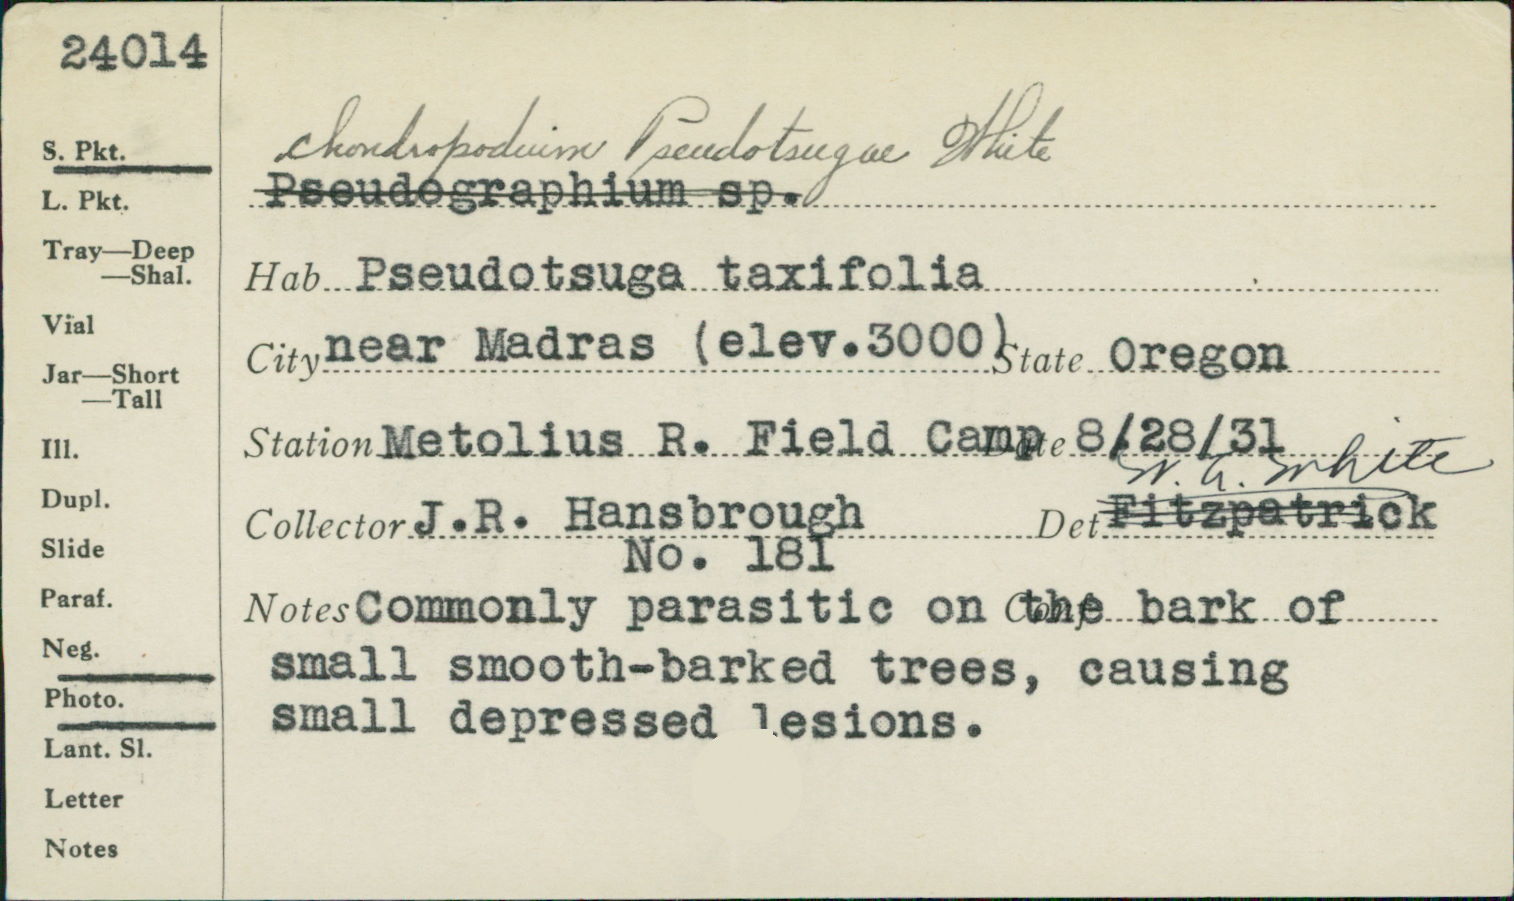 24014
S. Pkt.
L. Pkt.
Tray—Deep
—Shal.
Vial
Jar—Short
—Tall
Ill.
Dupl.
Slide
Paraf.
Neg.
Photo.
Lant. Sl.
Letter
Notes
Chondropodium Pseudotsugae White
Pseudographium sp.
Hab Pseudotsuga taxifolia
City near Madras (elev.3000) State Oregon
Station Metolius R. Field Camp Date 8/28/31
W. L. White
Collector J.R. Hansbrough Det Fitzpatrick
No. 181
Notes Commonly parasitic on the Conf bark of
small smooth-barked trees, causing
small depressed lesions.